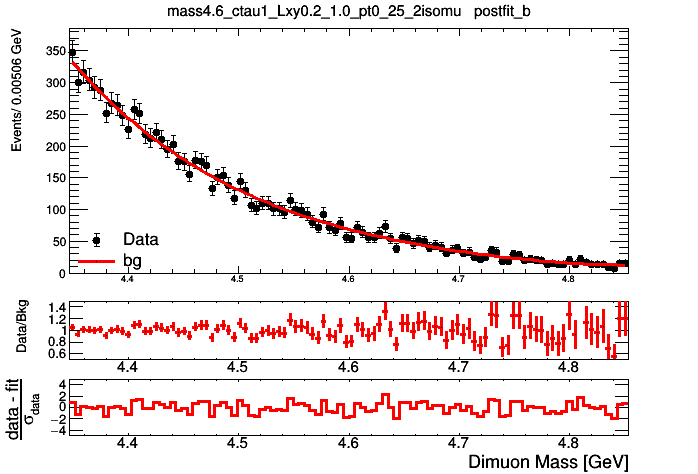 mass4.6_ctau1_Lxy0.2_1.0_pt0_25_2isomu postfit_b
Events/ 0.00506 GeV
350
300
250
200
150
100
50
0
Data
bg
4.4 4.5 4.6 4.7 4.8
Data/Bkg
1.4
1.2
1
0.8
0.6
4.4 4.5 4.6 4.7 4.8
data - fit
σdata
4
2
0
−2
−4
4.4 4.5 4.6 4.7 4.8
Dimuon Mass [GeV]